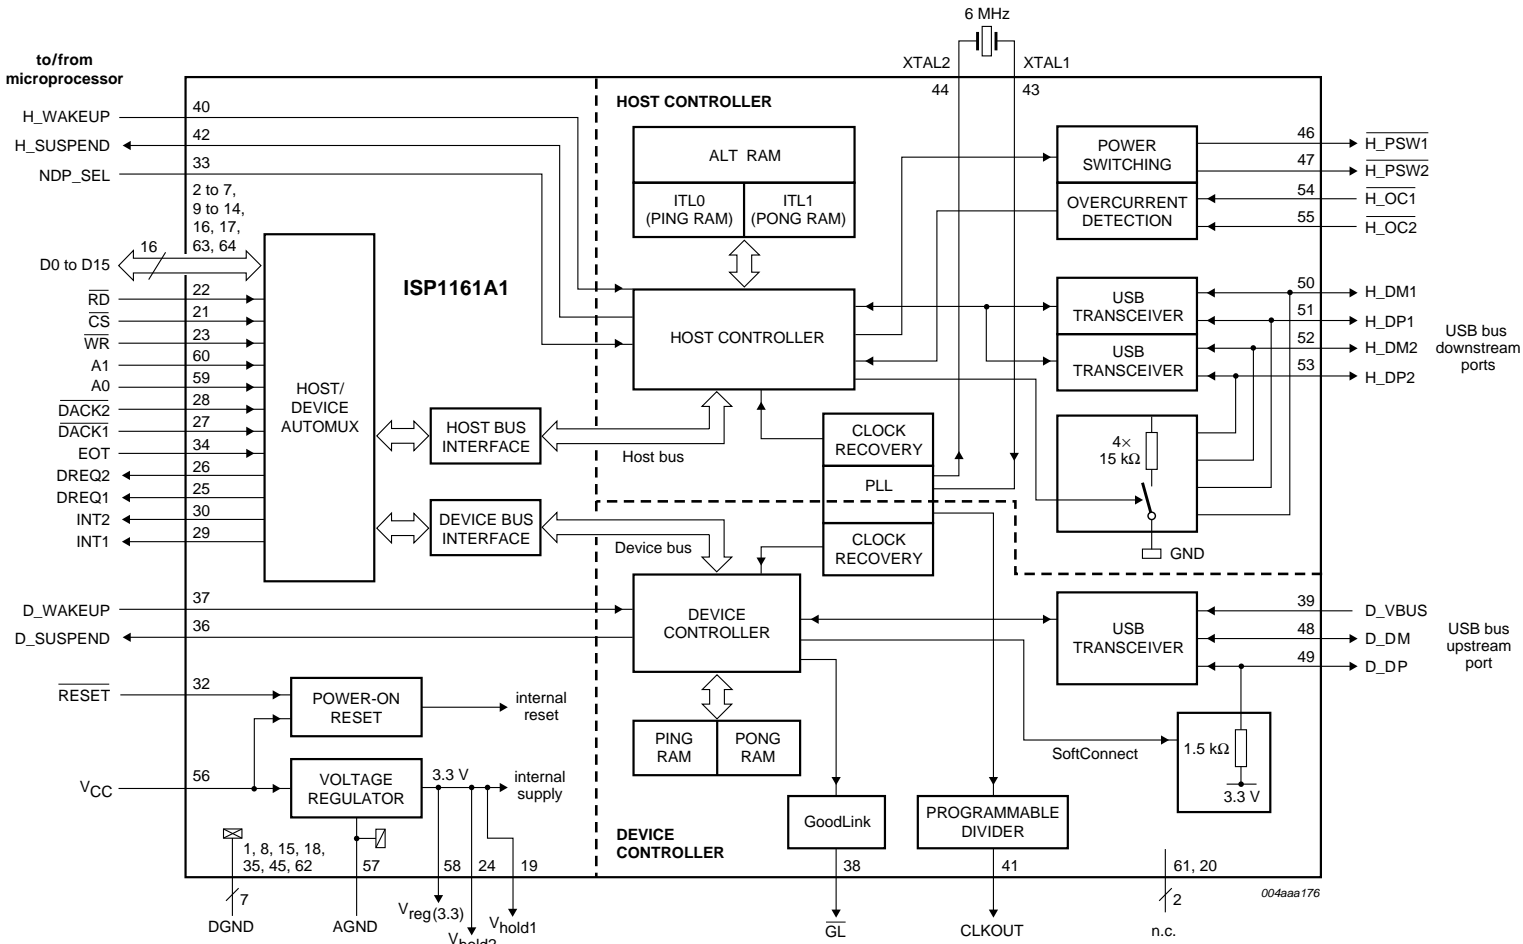 6 MHz
to/from
microprocessor
XTAL2
XTAL1
44
43
H_WAKEUP
40
H_SUSPEND
42
NDP_SEL
33
2 to 7,
9 to 14,
16, 17,
63, 64
D0 to D15
16
RD
22
CS
21
WR
23
A1
60
A0
59
DACK2
28
DACK1
27
EOT
34
DREQ2
26
DREQ1
25
INT2
30
INT1
29
HOST/
DEVICE
AUTOMUX
ISP1161A1
HOST BUS
INTERFACE
DEVICE BUS
INTERFACE
Host bus
Device bus
HOST CONTROLLER
ALT RAM
ITL0
(PING RAM)
ITL1
(PONG RAM)
HOST CONTROLLER
POWER
SWITCHING
OVERCURRENT
DETECTION
46
H_PSW1
47
H_PSW2
54
H_OC1
55
H_OC2
USB
TRANSCEIVER
USB
TRANSCEIVER
50
H_DM1
51
H_DP1
52
H_DM2
53
H_DP2
USB bus
downstream
ports
4×
15 kΩ
GND
CLOCK
RECOVERY
PLL
CLOCK
RECOVERY
D_WAKEUP
37
D_SUSPEND
36
DEVICE
CONTROLLER
PING
RAM
PONG
RAM
USB
TRANSCEIVER
39
D_VBUS
48
D_DM
49
D_DP
USB bus
upstream
port
SoftConnect
1.5 kΩ
3.3 V
RESET
32
POWER-ON
RESET
internal
reset
VCC
56
VOLTAGE
REGULATOR
3.3 V
internal
supply
GoodLink
PROGRAMMABLE
DIVIDER
DEVICE
CONTROLLER
1, 8, 15, 18,
35, 45, 62
57
58
24
19
38
41
61, 20
004aaa176
7
2
DGND
AGND
Vreg(3.3)
Vhold2
Vhold1
GL
CLKOUT
n.c.